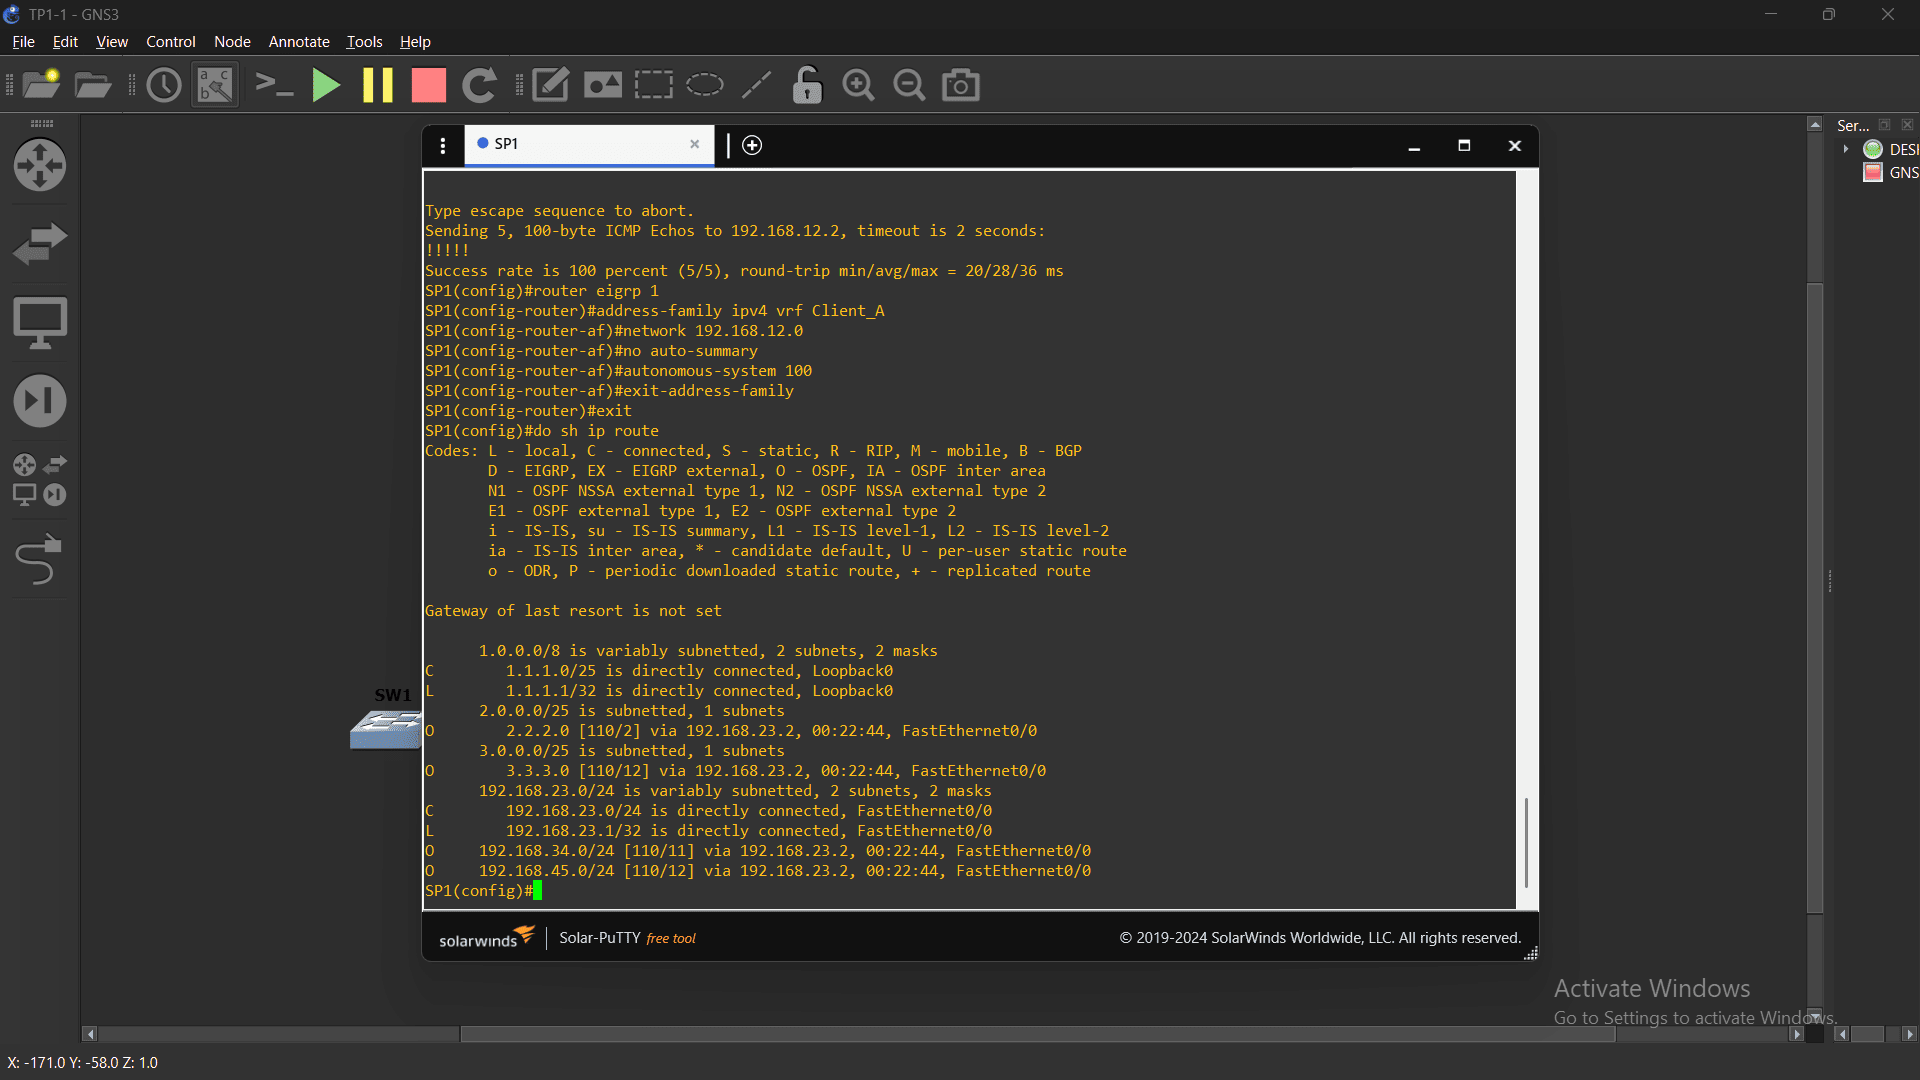 TP1-1 - GNS3
File Edit View Control Node Annotate Tools Help
a c
b
Ser...
DESI
GNS
SP1
Type escape sequence to abort.
Sending 5, 100-byte ICMP Echos to 192.168.12.2, timeout is 2 seconds:
!!!!!
Success rate is 100 percent (5/5), round-trip min/avg/max = 20/28/36 ms
SP1(config)#router eigrp 1
SP1(config-router)#address-family ipv4 vrf Client_A
SP1(config-router-af)#network 192.168.12.0
SP1(config-router-af)#no auto-summary
SP1(config-router-af)#autonomous-system 100
SP1(config-router-af)#exit-address-family
SP1(config-router)#exit
SP1(config)#do sh ip route
Codes: L - local, C - connected, S - static, R - RIP, M - mobile, B - BGP
D - EIGRP, EX - EIGRP external, O - OSPF, IA - OSPF inter area
N1 - OSPF NSSA external type 1, N2 - OSPF NSSA external type 2
E1 - OSPF external type 1, E2 - OSPF external type 2
i - IS-IS, su - IS-IS summary, L1 - IS-IS level-1, L2 - IS-IS level-2
ia - IS-IS inter area, * - candidate default, U - per-user static route
o - ODR, P - periodic downloaded static route, + - replicated route
Gateway of last resort is not set
1.0.0.0/8 is variably subnetted, 2 subnets, 2 masks
C 1.1.1.0/25 is directly connected, Loopback0
L 1.1.1.1/32 is directly connected, Loopback0
2.0.0.0/25 is subnetted, 1 subnets
O 2.2.2.0 [110/2] via 192.168.23.2, 00:22:44, FastEthernet0/0
3.0.0.0/25 is subnetted, 1 subnets
O 3.3.3.0 [110/12] via 192.168.23.2, 00:22:44, FastEthernet0/0
192.168.23.0/24 is variably subnetted, 2 subnets, 2 masks
C 192.168.23.0/24 is directly connected, FastEthernet0/0
L 192.168.23.1/32 is directly connected, FastEthernet0/0
O 192.168.34.0/24 [110/11] via 192.168.23.2, 00:22:44, FastEthernet0/0
O 192.168.45.0/24 [110/12] via 192.168.23.2, 00:22:44, FastEthernet0/0
SP1(config)#
SW1
solarwinds Solar-PuTTY free tool © 2019-2024 SolarWinds Worldwide, LLC. All rights reserved.
Activate Windows
Go to Settings to activate Windows.
X: -171.0 Y: -58.0 Z: 1.0